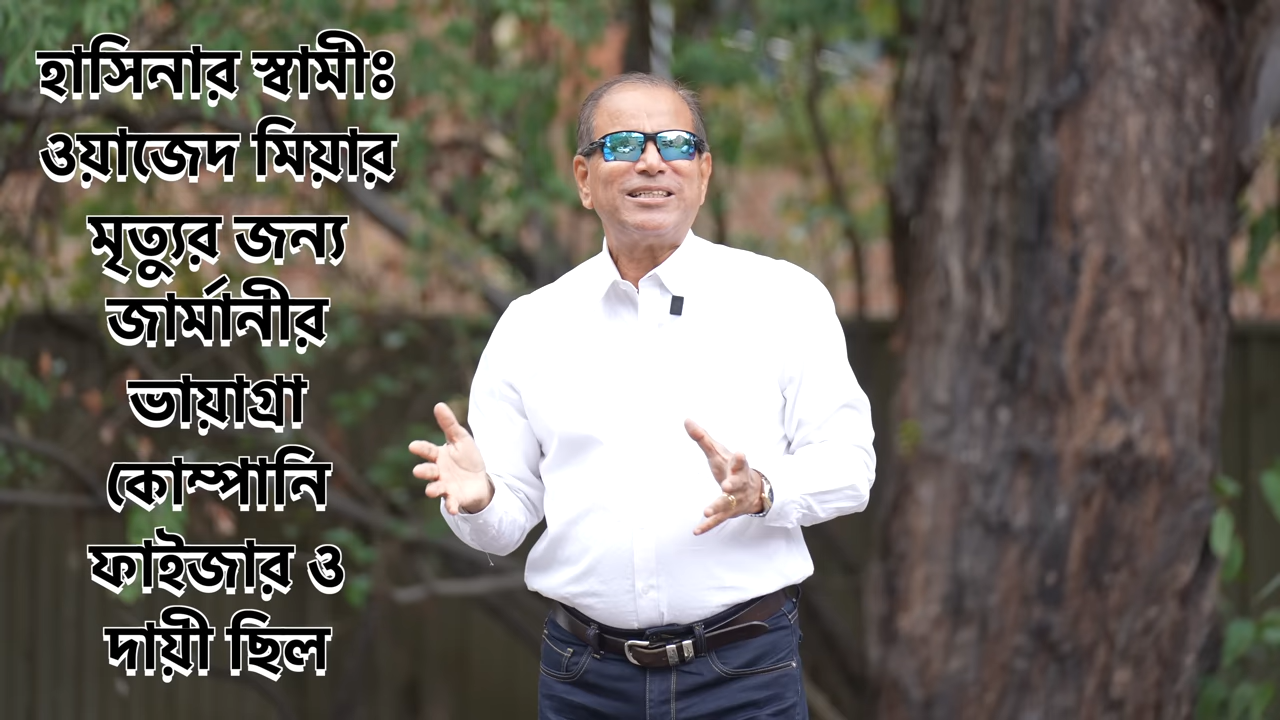 হাসিনার স্বামীঃ
ওয়াজেদ মিয়ার
মৃত্যুর জন্য
জার্মানীর
ভায়াগ্রা
কোম্পানি
ফাইজার ও
দায়ী ছিল